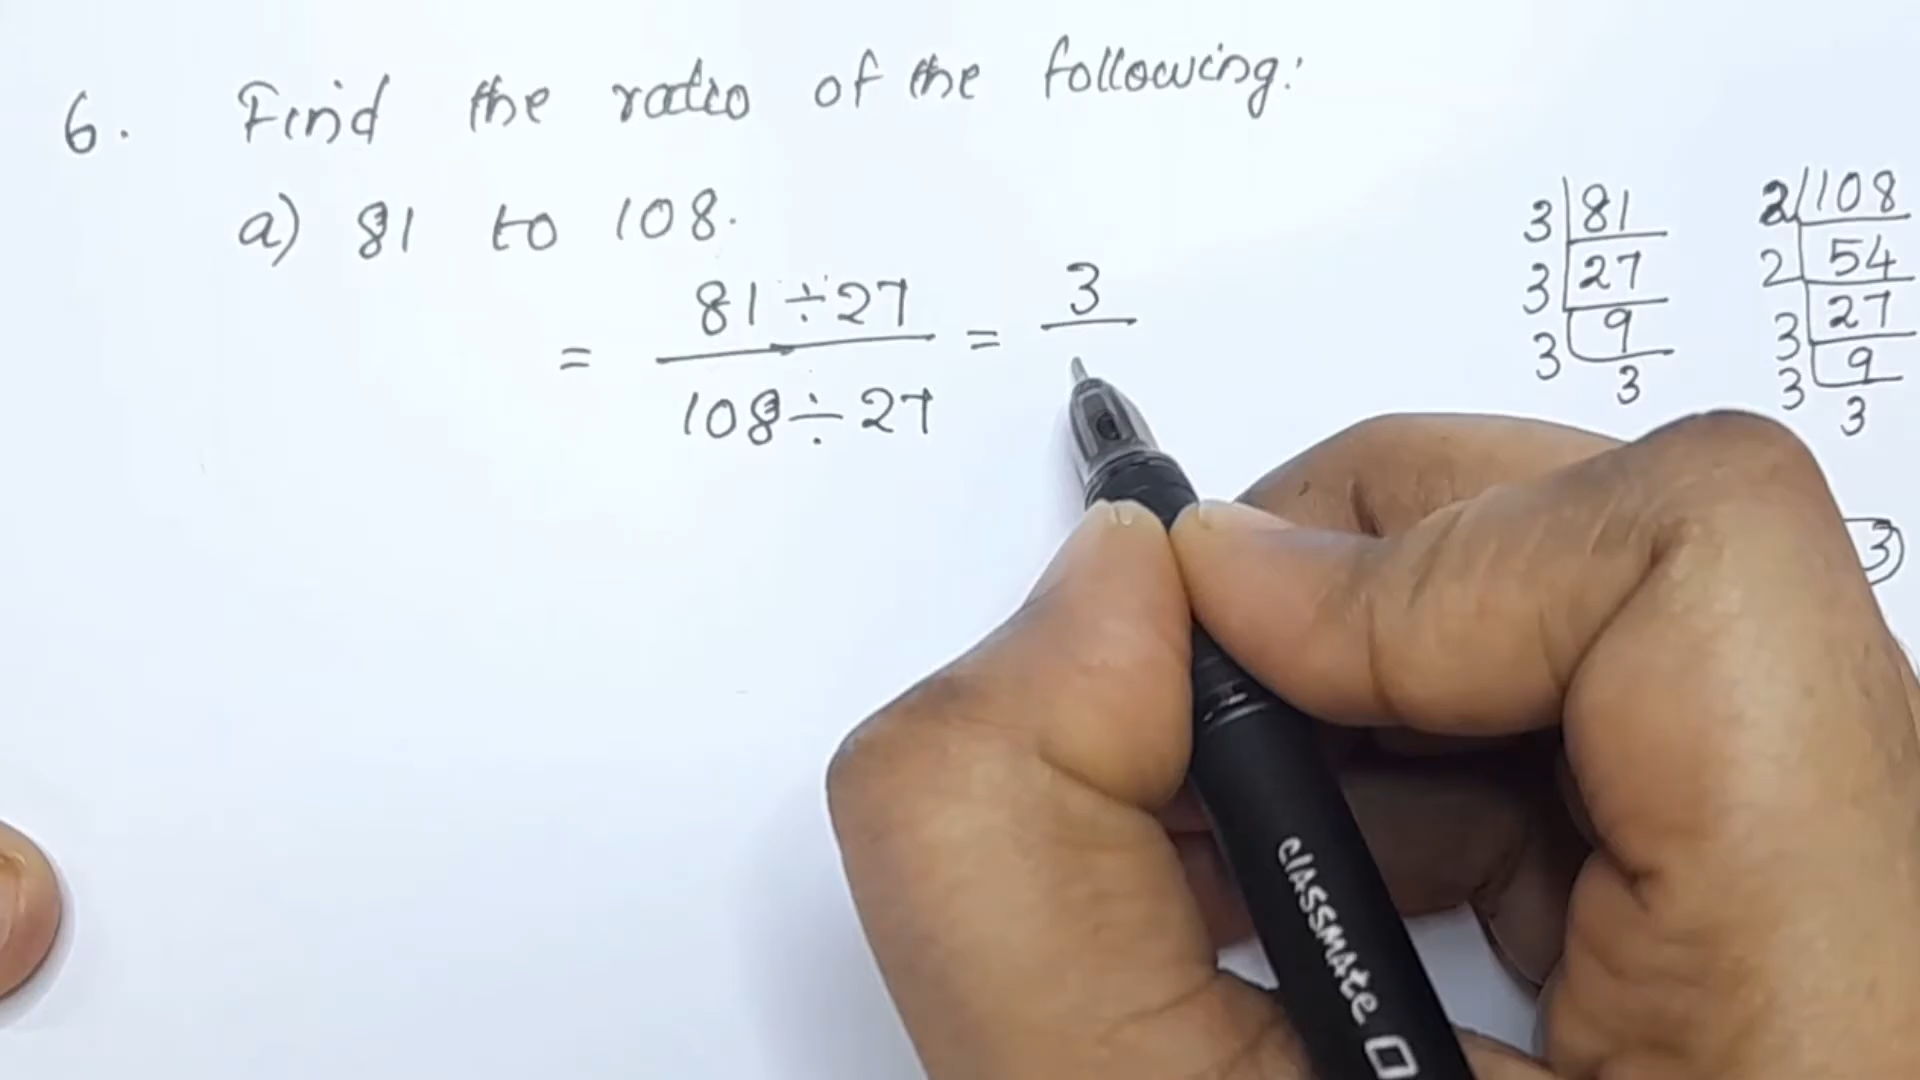 6. Find the ratio of the following:
a) 81 to 108.
= 81 ÷ 27 / 108 ÷ 27 = 3 /
3 | 81
3 | 27
3 | 9
3
2 | 108
2 | 54
3 | 27
3 | 9
3
3
classmate